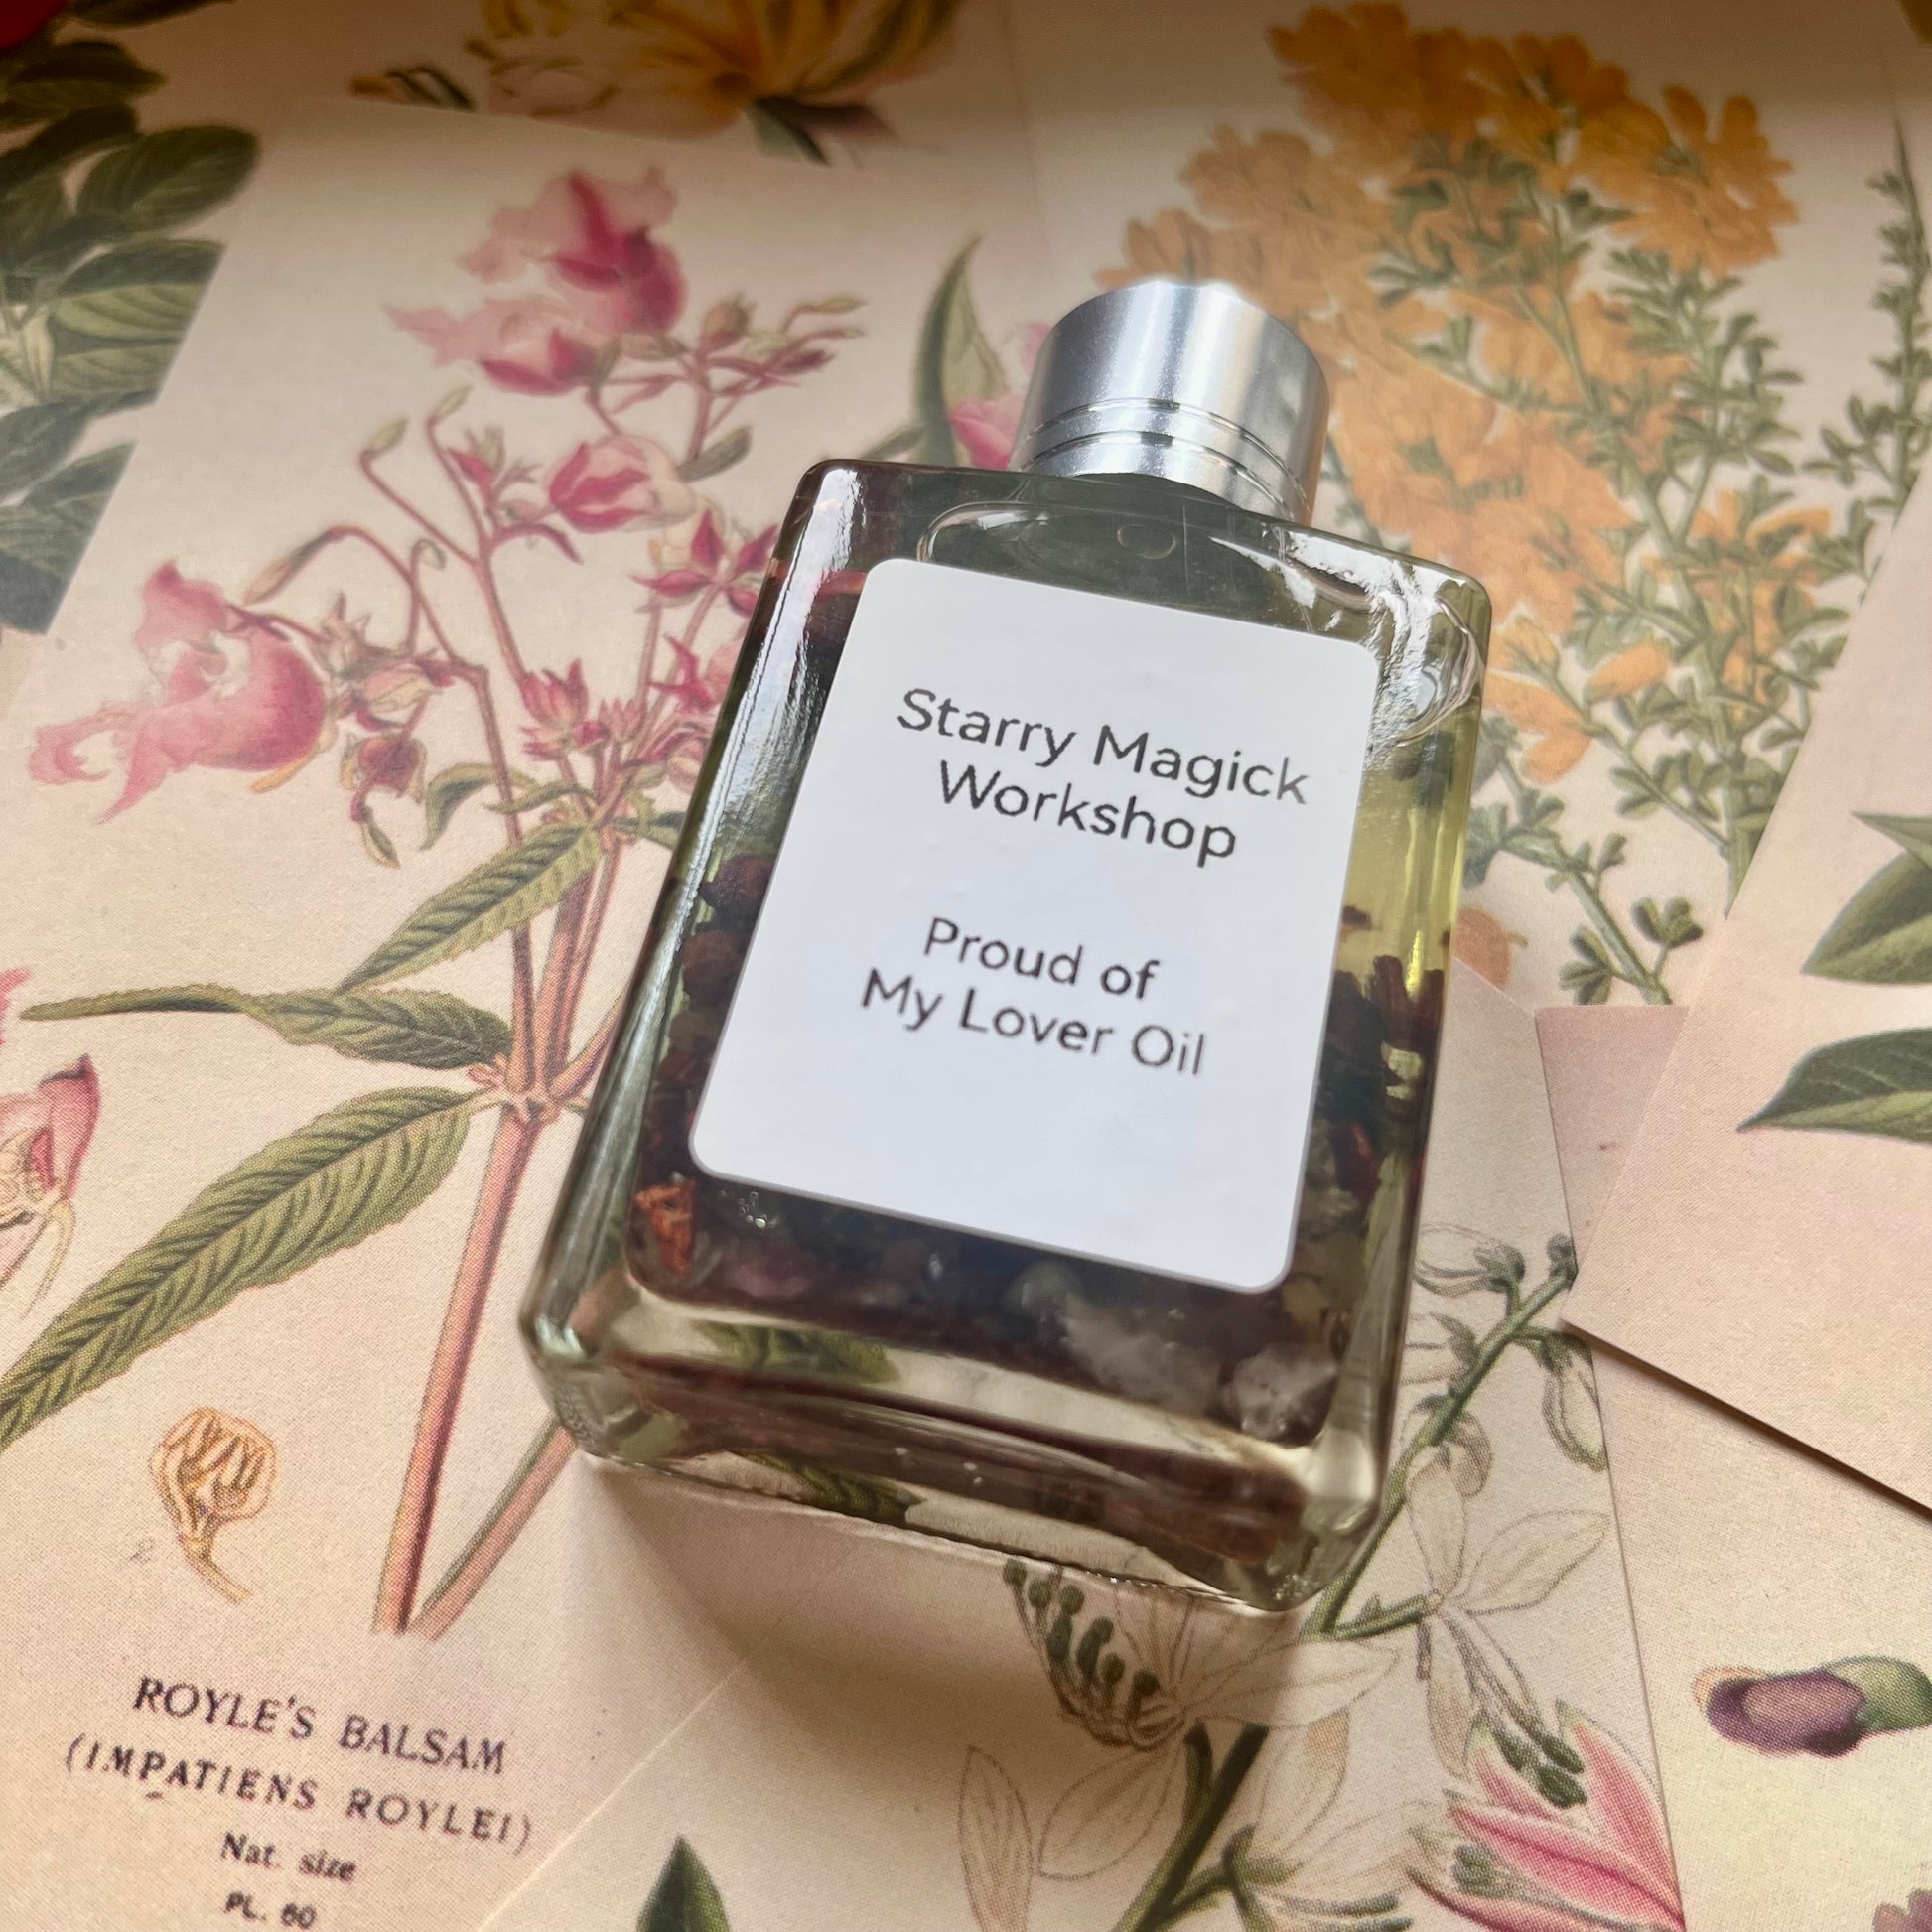 Starry Magick
Workshop
Proud of
My Lover Oil
ROYLE'S BALSAM
(IMPATIENS ROYLEI)
Nat. size
PL. 60